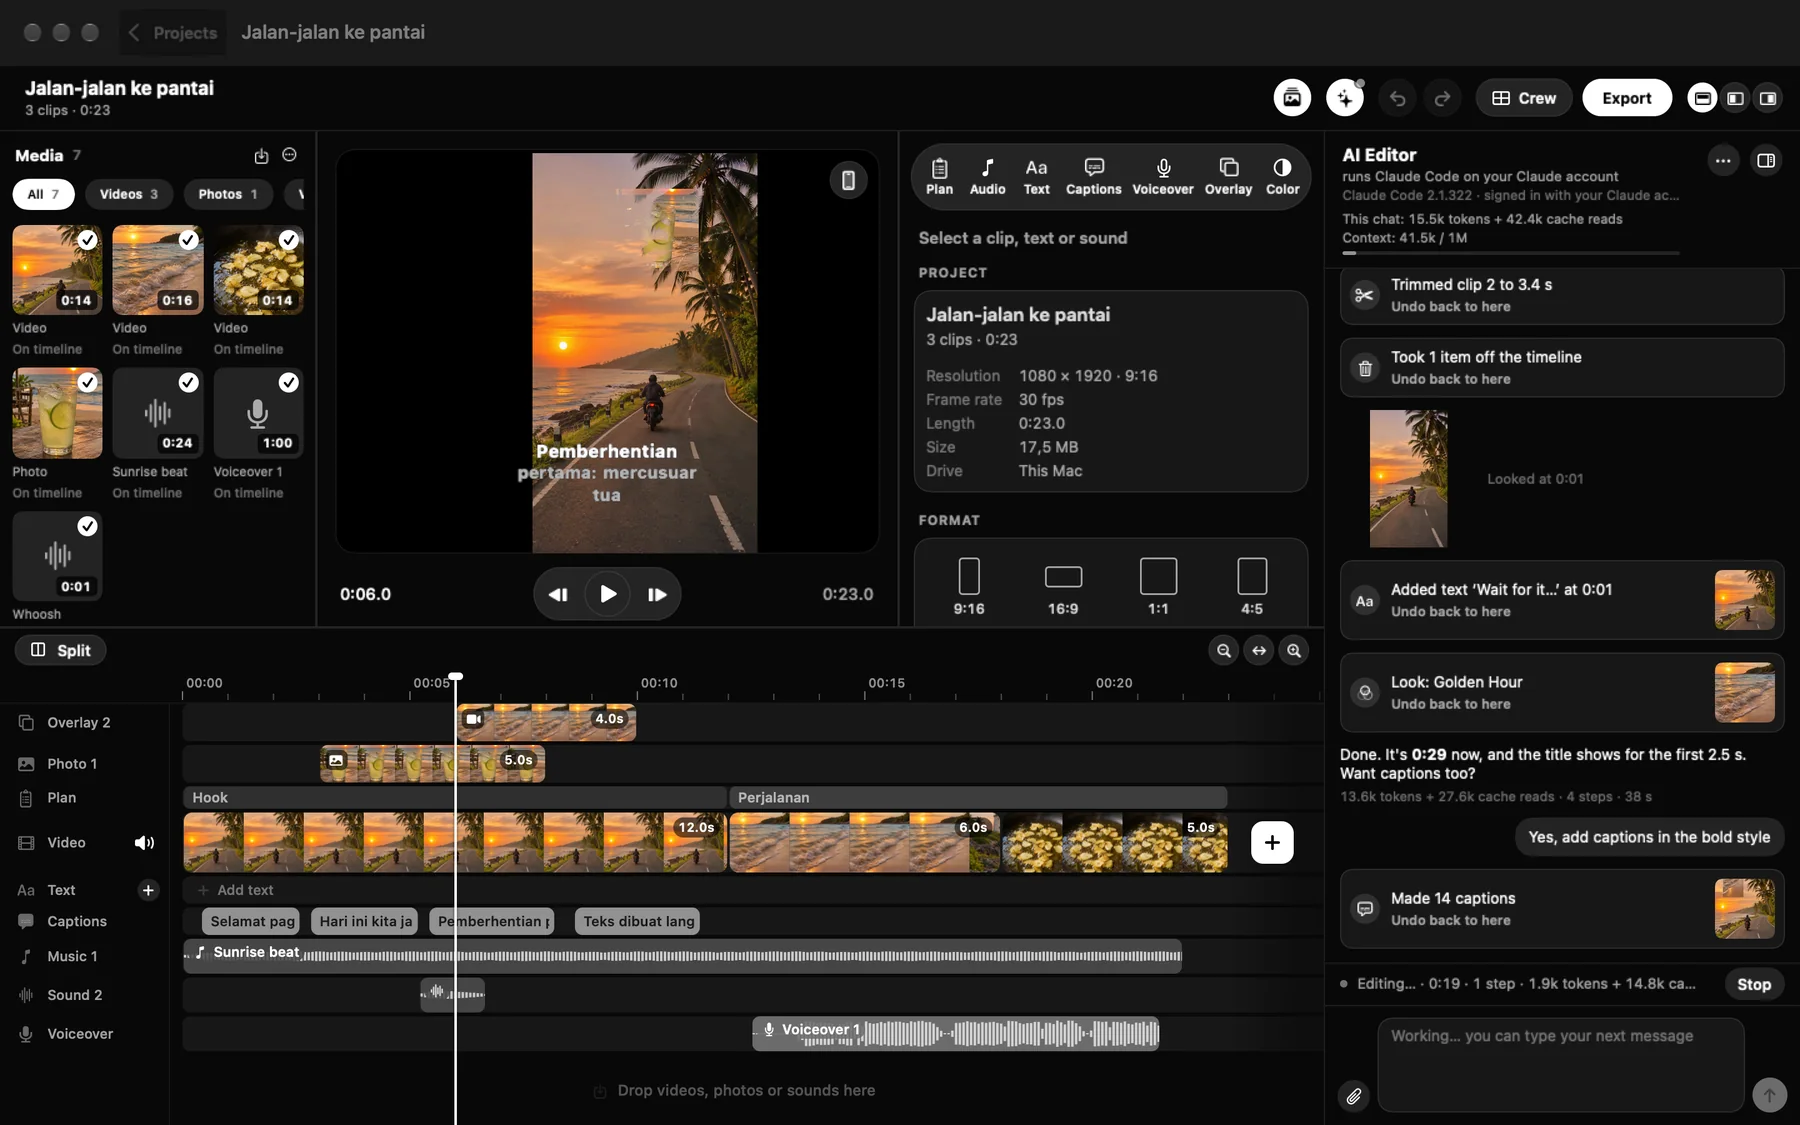 Projects
Jalan-jalan ke pantai
Jalan-jalan ke pantai
3 clips · 0:23
Crew
Export
Media 7
All 7
Videos 3
Photos 1
0:14
Video
On timeline
0:16
Video
On timeline
0:14
Video
On timeline
Photo
On timeline
0:24
Sunrise beat
On timeline
1:00
Voiceover 1
On timeline
0:01
Whoosh
Pemberhentian
pertama: mercusuar
tua
0:06.0
0:23.0
Plan
Audio
Aa
Text
Captions
Voiceover
Overlay
Color
Select a clip, text or sound
PROJECT
Jalan-jalan ke pantai
3 clips · 0:23
Resolution 1080 × 1920 · 9:16
Frame rate 30 fps
Length 0:23.0
Size 17,5 MB
Drive This Mac
FORMAT
9:16
16:9
1:1
4:5
AI Editor
runs Claude Code on your Claude account
Claude Code 2.1.322 · signed in with your Claude ac...
This chat: 15.5k tokens + 42.4k cache reads
Context: 41.5k / 1M
Trimmed clip 2 to 3.4 s
Undo back to here
Took 1 item off the timeline
Undo back to here
Looked at 0:01
Aa
Added text ‘Wait for it...’ at 0:01
Undo back to here
Look: Golden Hour
Undo back to here
Done. It's 0:29 now, and the title shows for the first 2.5 s.
Want captions too?
13.6k tokens + 27.6k cache reads · 4 steps · 38 s
Yes, add captions in the bold style
Made 14 captions
Undo back to here
Editing... · 0:19 · 1 step · 1.9k tokens + 14.8k ca...
Stop
Working... you can type your next message
Split
00:00
00:05
00:10
00:15
00:20
Overlay 2
4.0s
Photo 1
5.0s
Plan
Hook
Perjalanan
Video
12.0s
6.0s
5.0s
Aa Text
Add text
Captions
Selamat pag
Hari ini kita ja
Pemberhentian
Teks dibuat lang
Music 1
Sunrise beat
Sound 2
Voiceover
Voiceover 1
Drop videos, photos or sounds here